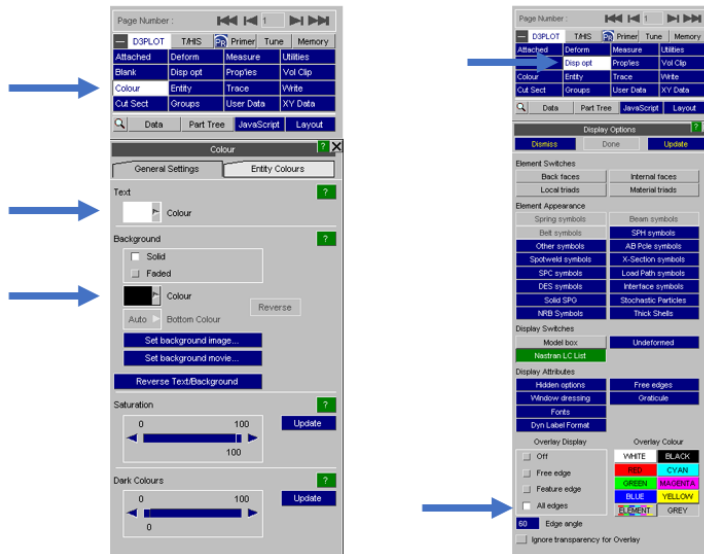 Page Number :
1
D3PLOT T/HIS PR Primer Tune Memory
Attached Deform Measure Utilities
Blank Disp opt Prop'ies Vol Clip
Colour Entity Trace Write
Cut Sect Groups User Data XY Data
Data Part Tree JavaScript Layout
Colour ? X
General Settings Entity Colours
Text ?
Colour
Background ?
Solid
Faded
Colour
Reverse
Auto Bottom Colour
Set background image...
Set background movie...
Reverse Text/Background
Saturation ?
0 100 Update
100
Dark Colours ?
0 100 Update
0
Page Number :
1
D3PLOT T/HIS PR Primer Tune Memory
Attached Deform Measure Utilities
Disp opt Prop'ies Vol Clip
Colour Entity Trace Write
Cut Sect Groups User Data XY Data
Data Part Tree JavaScript Layout
Display Options ?
Dismiss Done Update
Element Switches
Back faces Internal faces
Local triads Material triads
Element Appearance
Spring symbols Beam symbols
Belt symbols SPH symbols
Other symbols AB Pcle symbols
Spotweld symbols X-Section symbols
SPC symbols Load Path symbols
DES symbols Interface symbols
Solid SPG Stochastic Particles
NRB Symbols Thick Shells
Display Switches
Model box Undeformed
Nastran LC List
Display Attributes
Hidden options Free edges
Window dressing Graticule
Fonts
Dyn Label Format
Overlay Display Overlay Colour
Off WHITE BLACK
Free edge RED CYAN
Feature edge GREEN MAGENTA
All edges BLUE YELLOW
ELEMENT GREY
60 Edge angle
Ignore transparency for Overlay